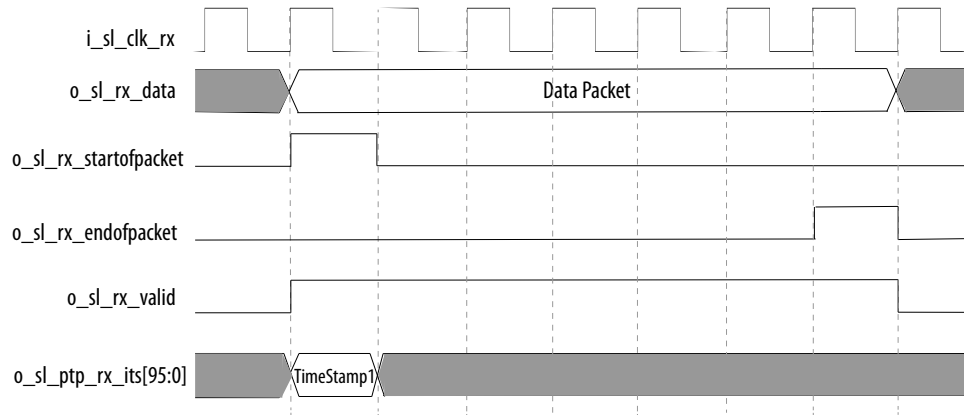 i_sl_clk_rx
o_sl_rx_data
Data Packet
o_sl_rx_startofpacket
o_sl_rx_endofpacket
o_sl_rx_valid
o_sl_ptp_rx_its[95:0]
TimeStamp1